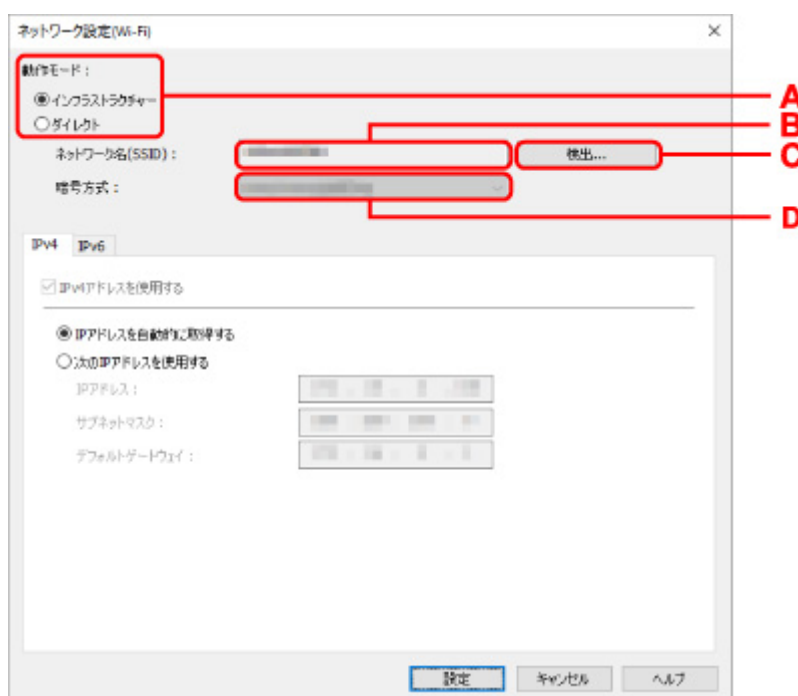 ネットワーク設定(Wi-Fi)
動作モード：
インフラストラクチャー
A
ダイレクト
B
ネットワーク名(SSID)：
検出...
C
暗号方式：
D
IPv4 IPv6
IPv4アドレスを使用する
IPアドレスを自動的に取得する
次のIPアドレスを使用する
IPアドレス：
サブネットマスク：
デフォルトゲートウェイ：
設定 キャンセル ヘルプ